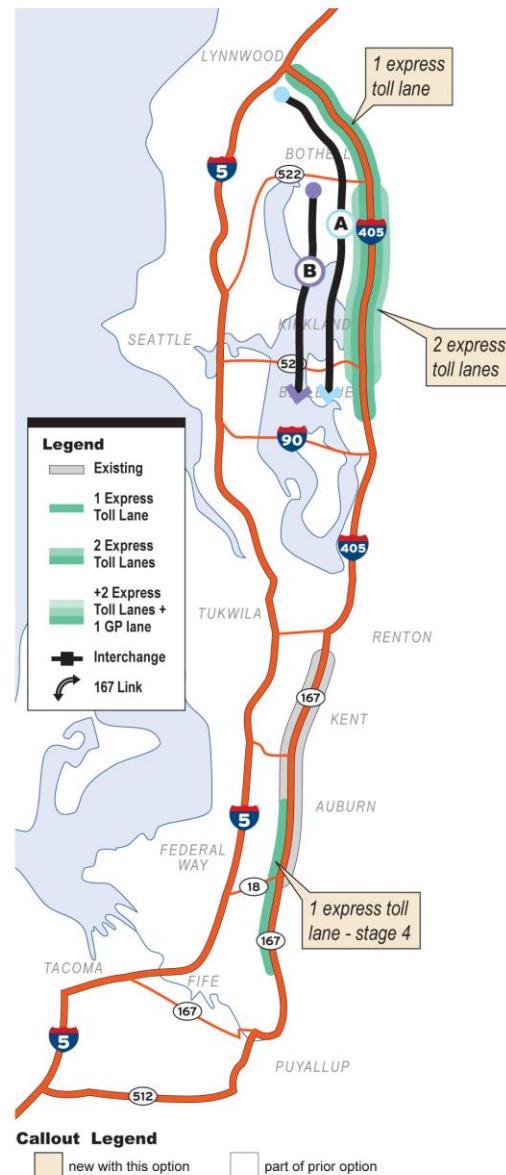 LYNNWOOD
1 express
toll lane
BOTHELL
5
522
A
405
B
KIRKLAND
SEATTLE
2 express
toll lanes
BELLEVUE
90
Legend
Existing
1 Express
Toll Lane
2 Express
Toll Lanes
+2 Express
Toll Lanes +
1 GP lane
Interchange
167 Link
405
TUKWILA
RENTON
167
KENT
AUBURN
5
FEDERAL
WAY
18
1 express toll
lane - stage 4
167
TACOMA
FIFE
167
5
PUYALLUP
512
Callout Legend
new with this option
part of prior option